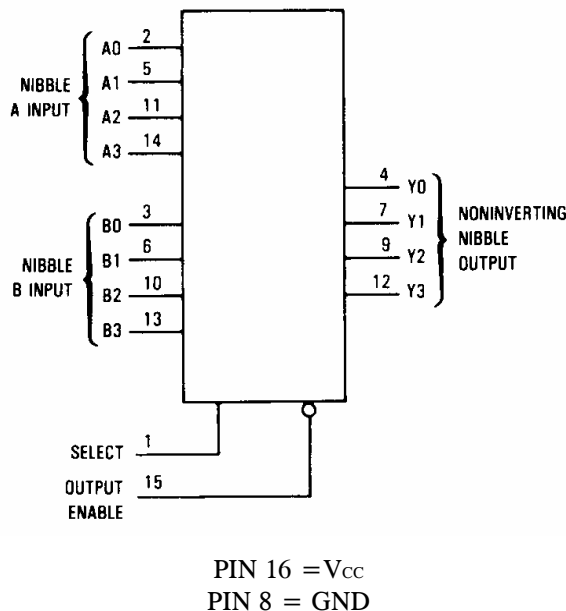 A0 2
A1 5
A2 11
A3 14
NIBBLE
A INPUT
B0 3
B1 6
B2 10
B3 13
NIBBLE
B INPUT
4 Y0
7 Y1
9 Y2
12 Y3
NONINVERTING
NIBBLE
OUTPUT
SELECT 1
OUTPUT 15
ENABLE
PIN 16 =Vcc
PIN 8 = GND